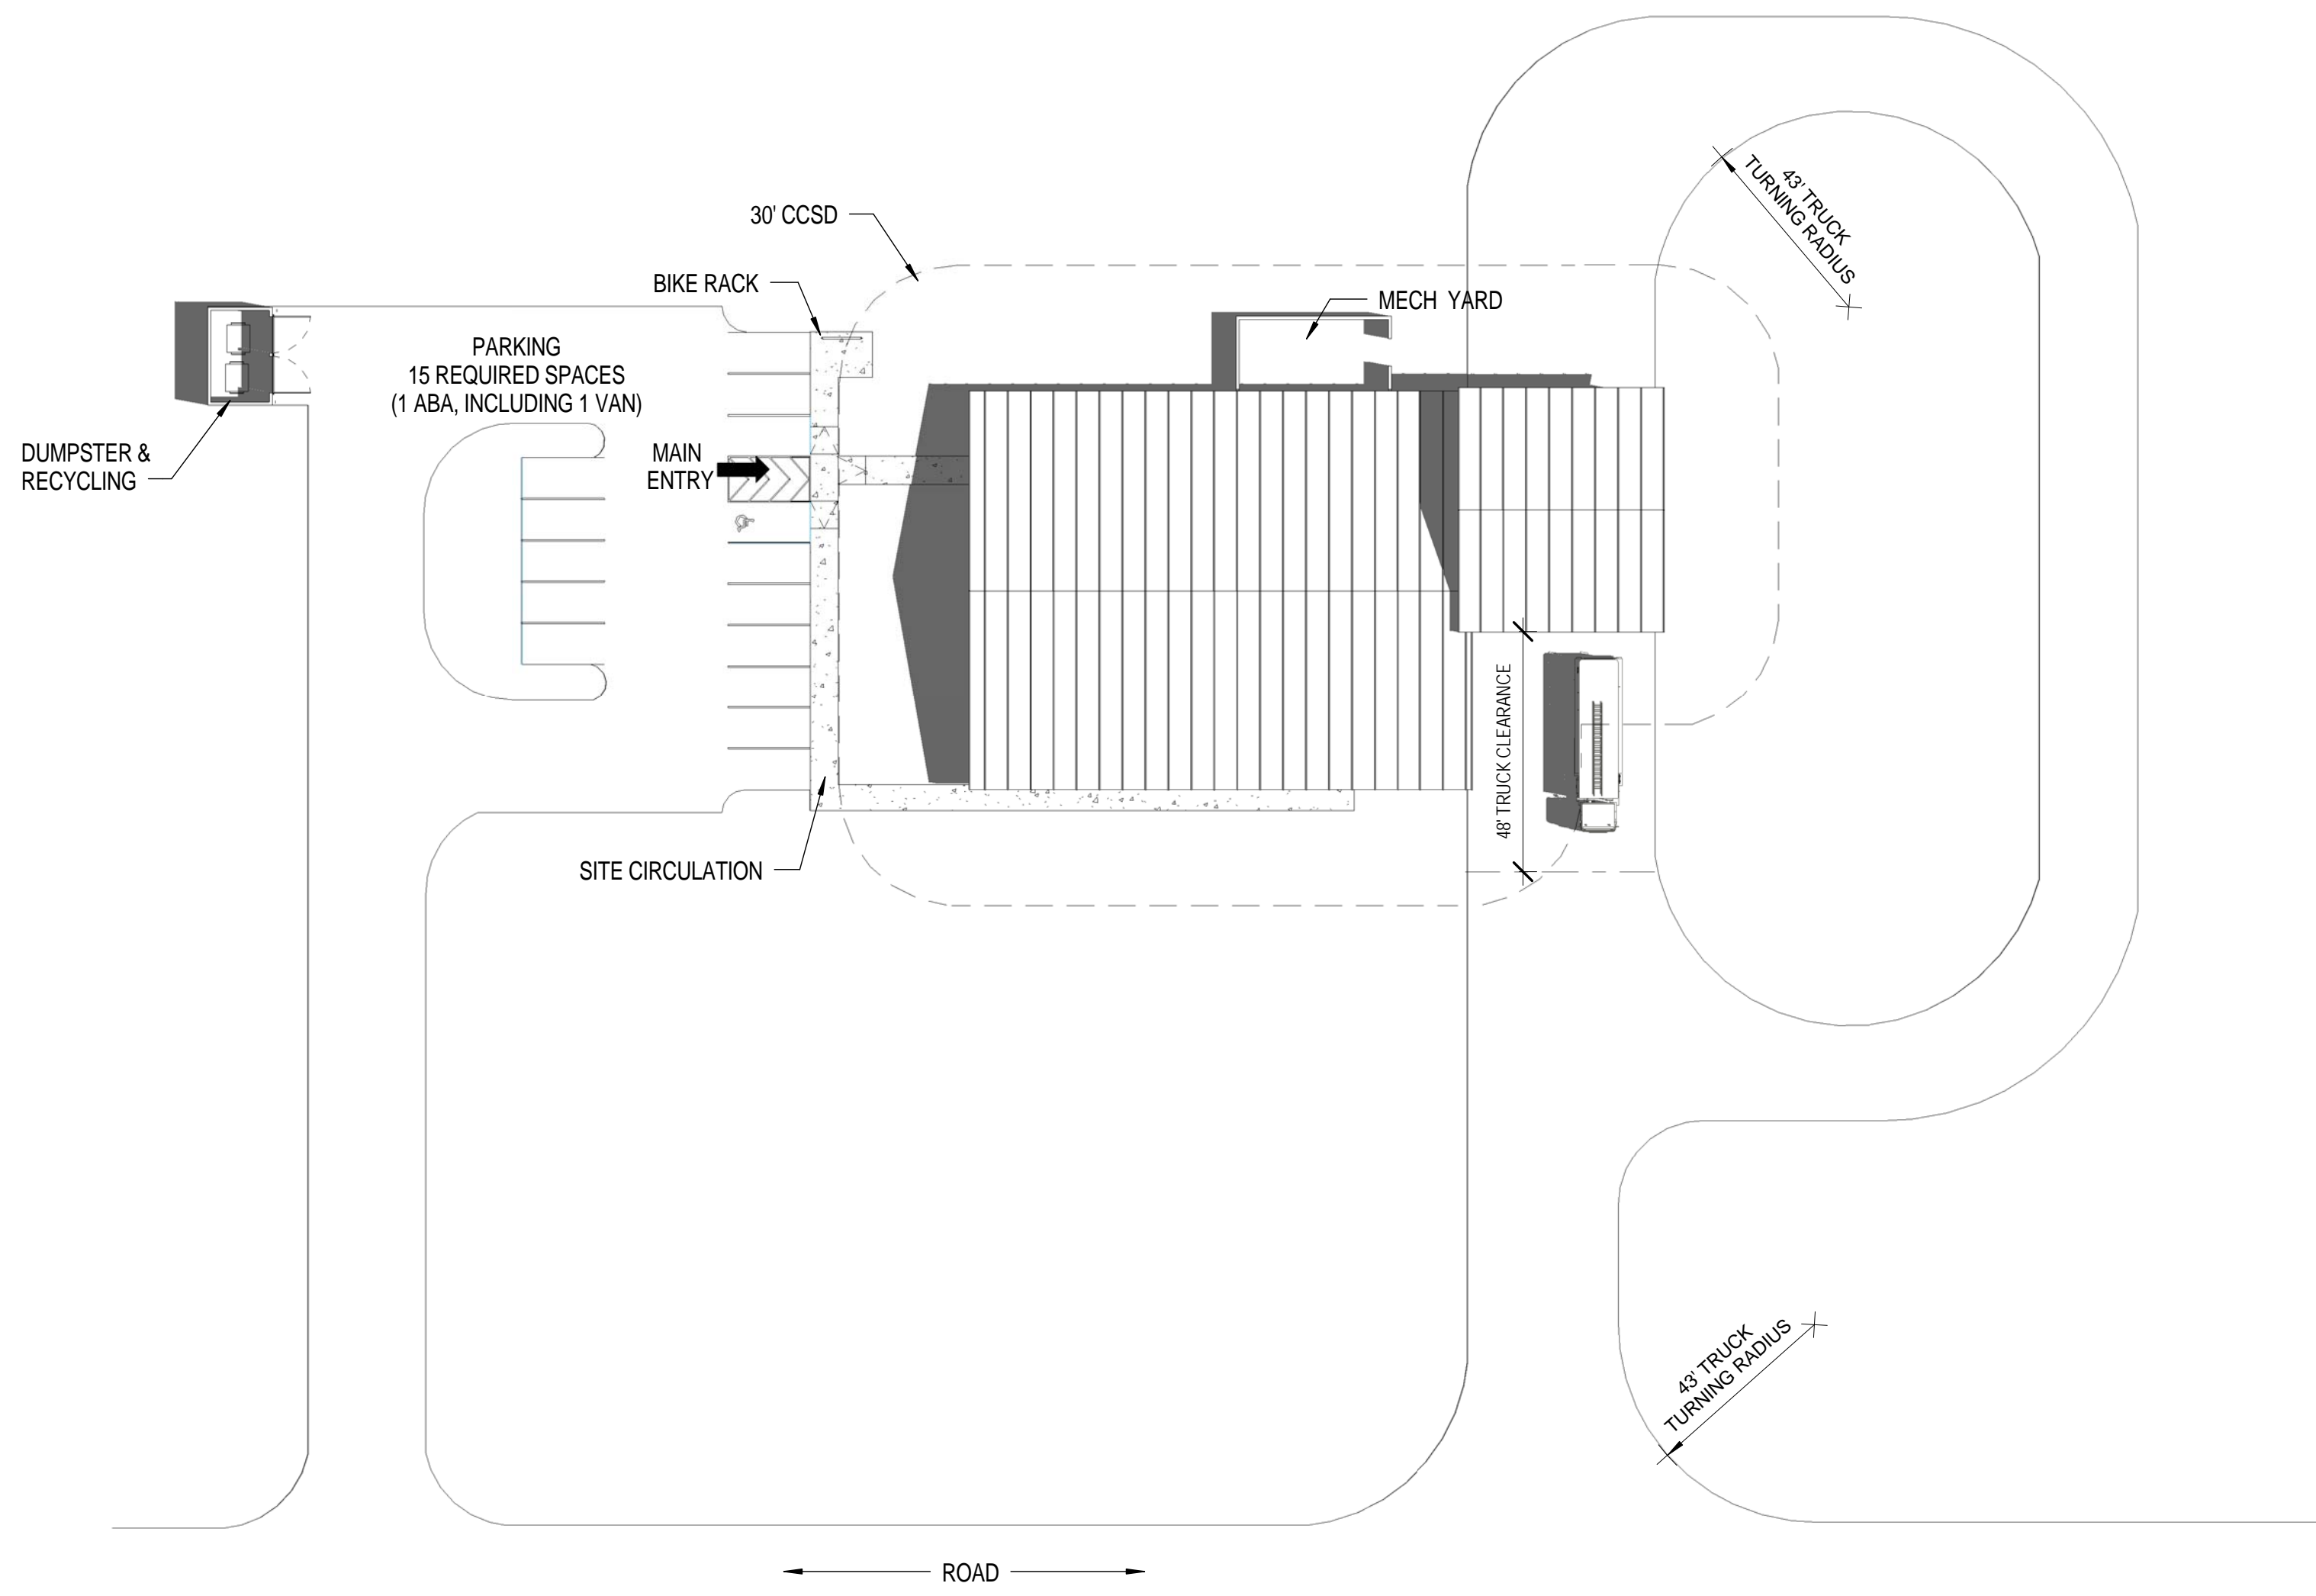 30' CCSD
BIKE RACK
MECH YARD
43' TRUCK
TURNING RADIUS
PARKING
15 REQUIRED SPACES
(1 ABA, INCLUDING 1 VAN)
DUMPSTER &
RECYCLING
MAIN
ENTRY
48' TRUCK CLEARANCE
SITE CIRCULATION
43' TRUCK
TURNING RADIUS
ROAD